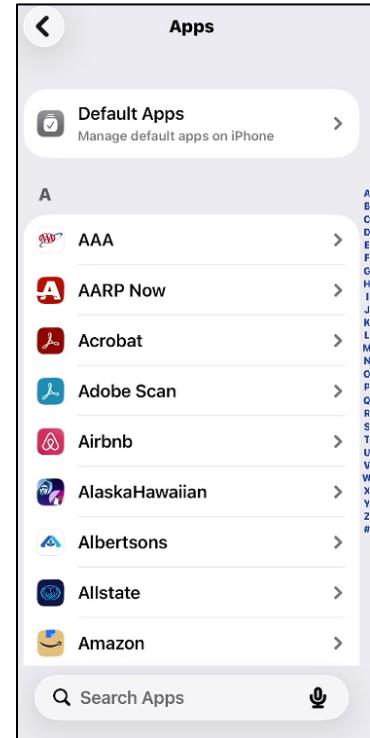 Apps
Default Apps
Manage default apps on iPhone
A
AAA
AARP Now
Acrobat
Adobe Scan
Airbnb
AlaskaHawaiian
Albertsons
Allstate
Amazon
Search Apps
A
B
C
D
E
F
G
H
I
J
K
L
M
N
O
P
Q
R
S
T
U
V
W
X
Y
Z
#